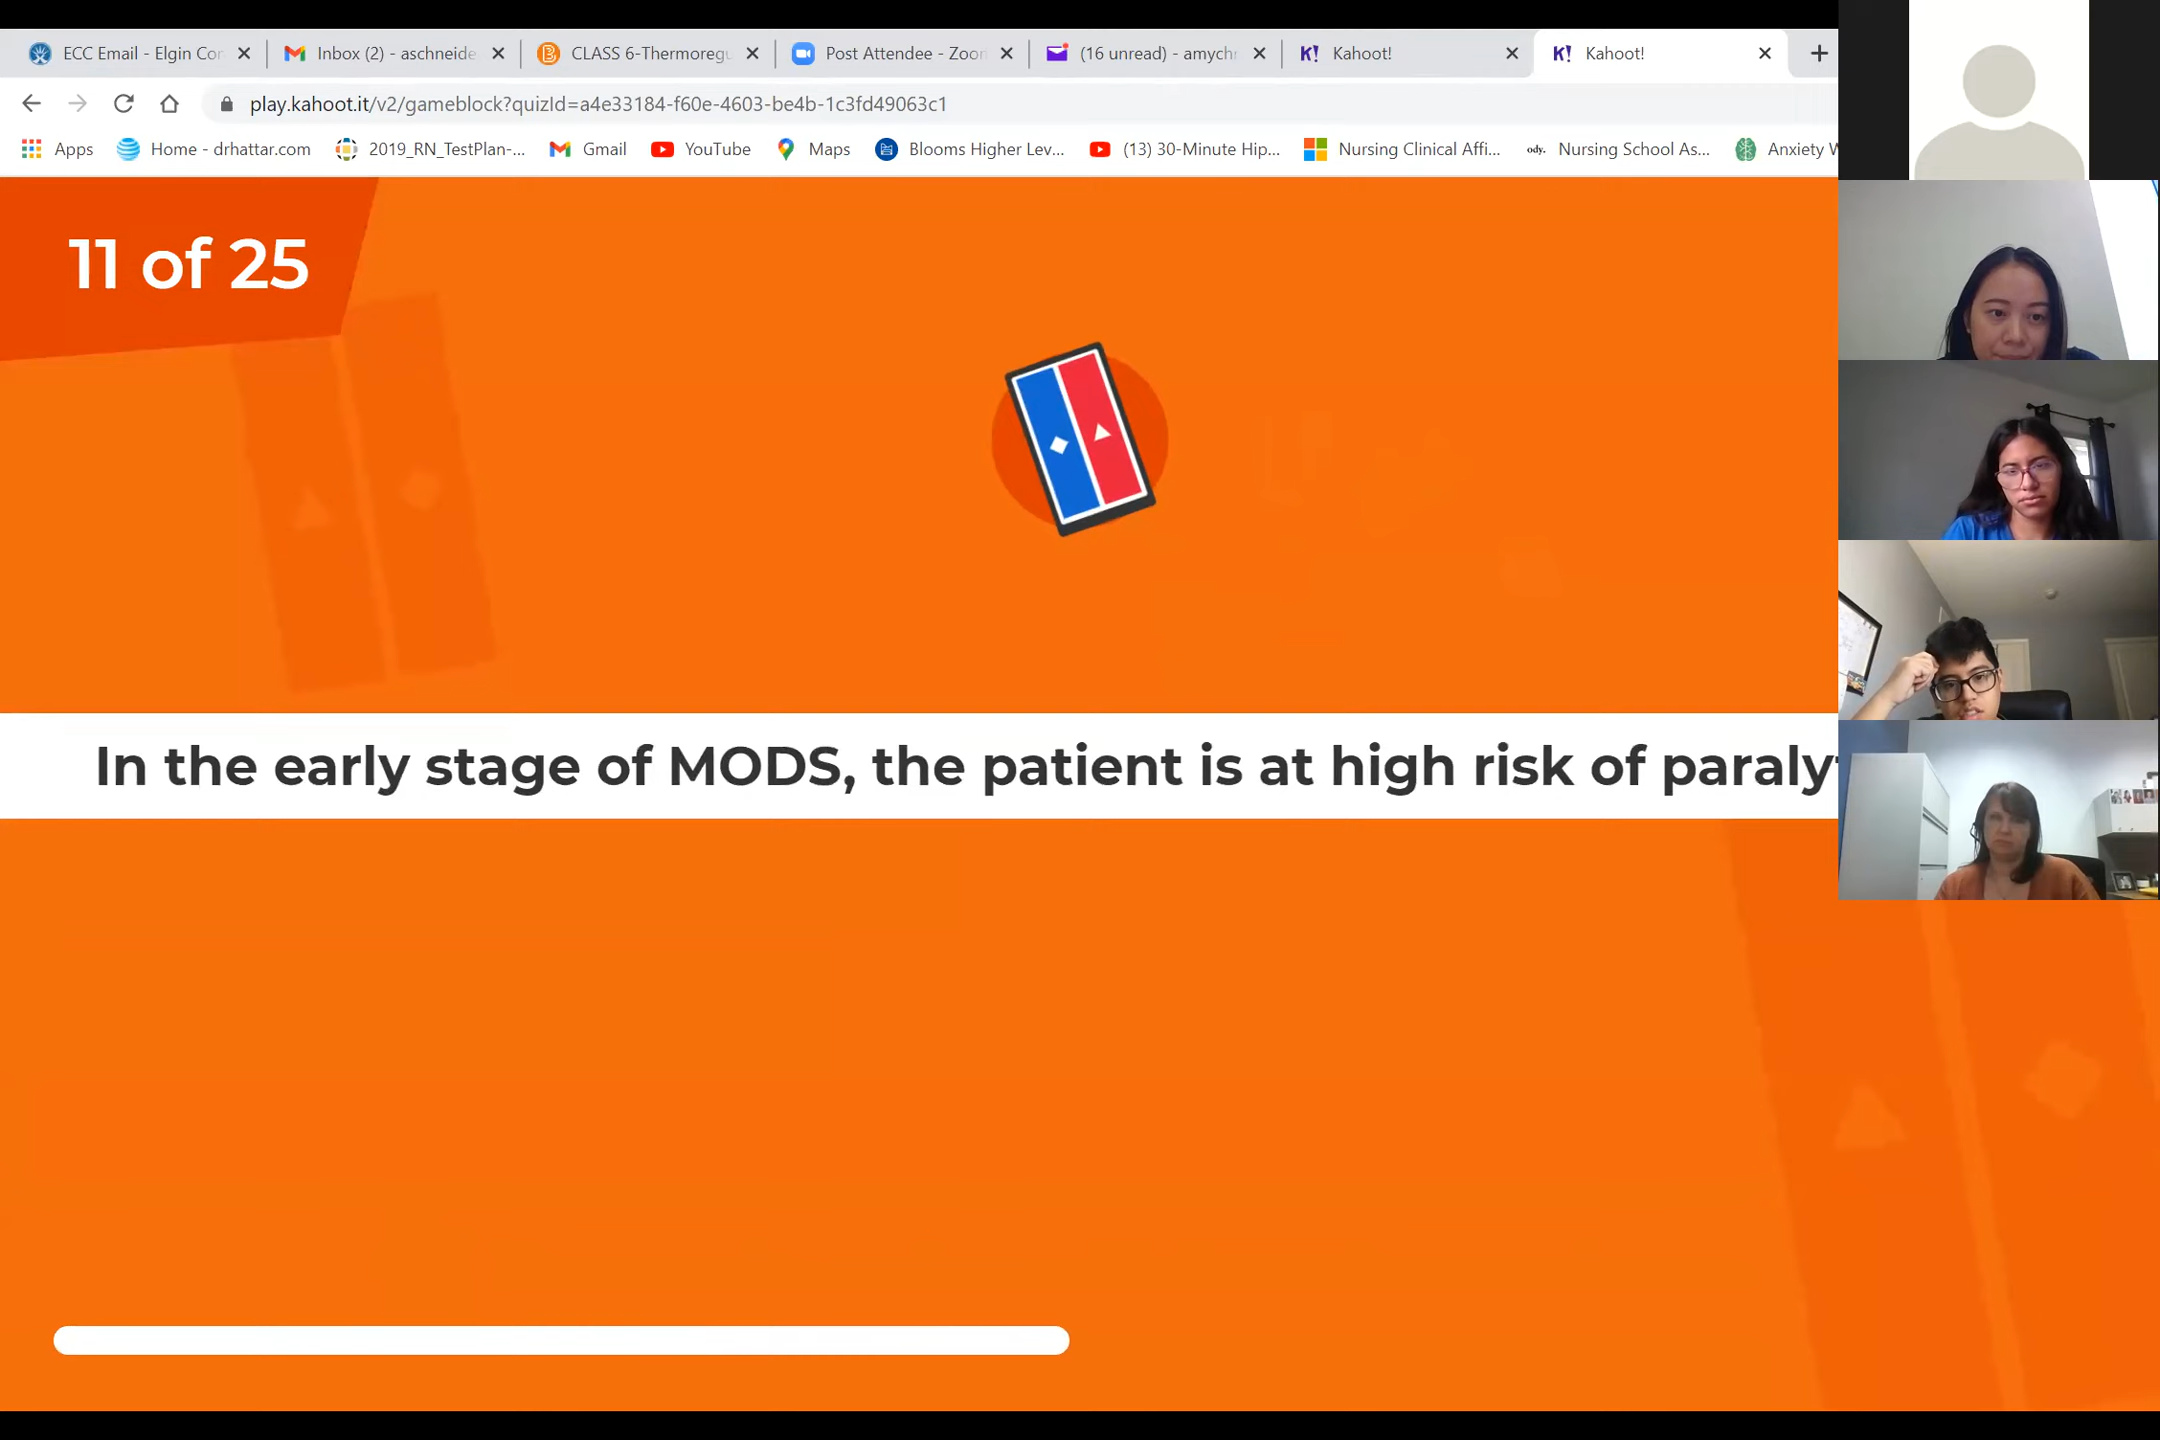 ECC Email - Elgin Cor
Inbox (2) - aschneide
CLASS 6-Thermoregu
Post Attendee - Zoom
(16 unread) - amychr
K! Kahoot!
K! Kahoot!
play.kahoot.it/v2/gameblock?quizId=a4e33184-f60e-4603-be4b-1c3fd49063c1
Apps
Home - drhattar.com
2019_RN_TestPlan-...
Gmail
YouTube
Maps
Blooms Higher Lev...
(13) 30-Minute Hip...
Nursing Clinical Affi...
ody. Nursing School As...
Anxiety W
11 of 25
In the early stage of MODS, the patient is at high risk of paraly